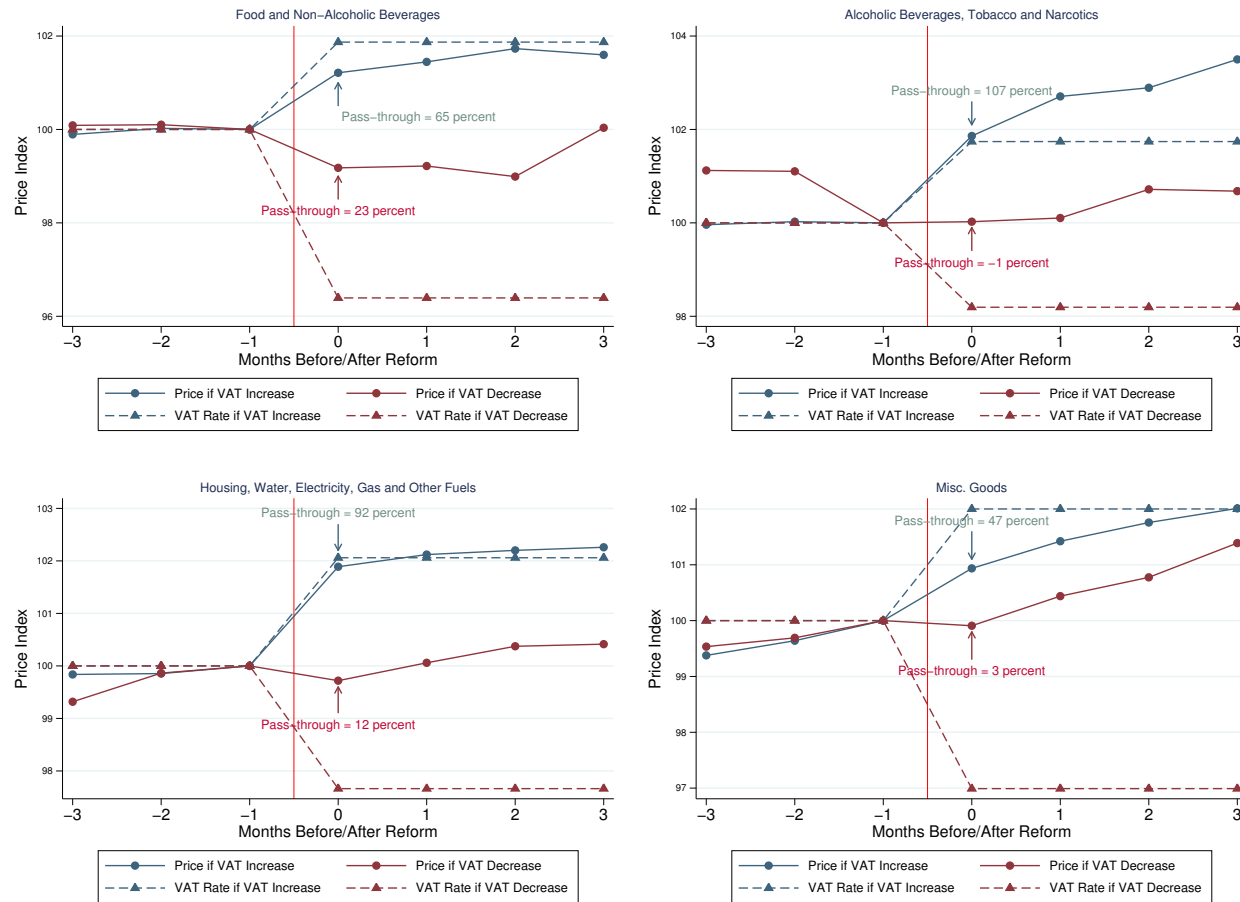 Food and Non-Alcoholic Beverages
102
100
98
96
Price Index
Pass-through = 65 percent
Pass-through = 23 percent
−3 −2 −1 0 1 2 3
Months Before/After Reform
Price if VAT Increase Price if VAT Decrease
VAT Rate if VAT Increase VAT Rate if VAT Decrease
Alcoholic Beverages, Tobacco and Narcotics
104
102
100
98
Price Index
Pass−through = 107 percent
Pass−through = −1 percent
−3 −2 −1 0 1 2 3
Months Before/After Reform
Price if VAT Increase Price if VAT Decrease
VAT Rate if VAT Increase VAT Rate if VAT Decrease
Housing, Water, Electricity, Gas and Other Fuels
103
102
101
100
99
98
Price Index
Pass−through = 92 percent
Pass−through = 12 percent
−3 −2 −1 0 1 2 3
Months Before/After Reform
Price if VAT Increase Price if VAT Decrease
VAT Rate if VAT Increase VAT Rate if VAT Decrease
Misc. Goods
102
101
100
99
98
97
Price Index
Pass−through = 47 percent
Pass−through = 3 percent
−3 −2 −1 0 1 2 3
Months Before/After Reform
Price if VAT Increase Price if VAT Decrease
VAT Rate if VAT Increase VAT Rate if VAT Decrease